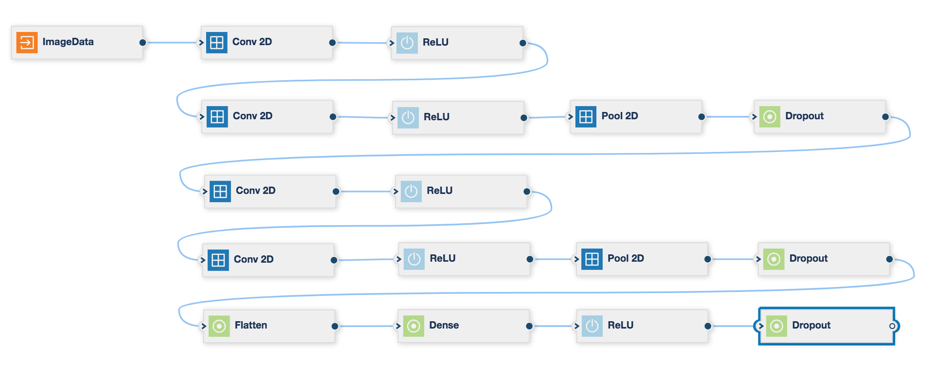 ImageData
Conv 2D
ReLU
Conv 2D
ReLU
Pool 2D
Dropout
Conv 2D
ReLU
Conv 2D
ReLU
Pool 2D
Dropout
Flatten
Dense
ReLU
Dropout